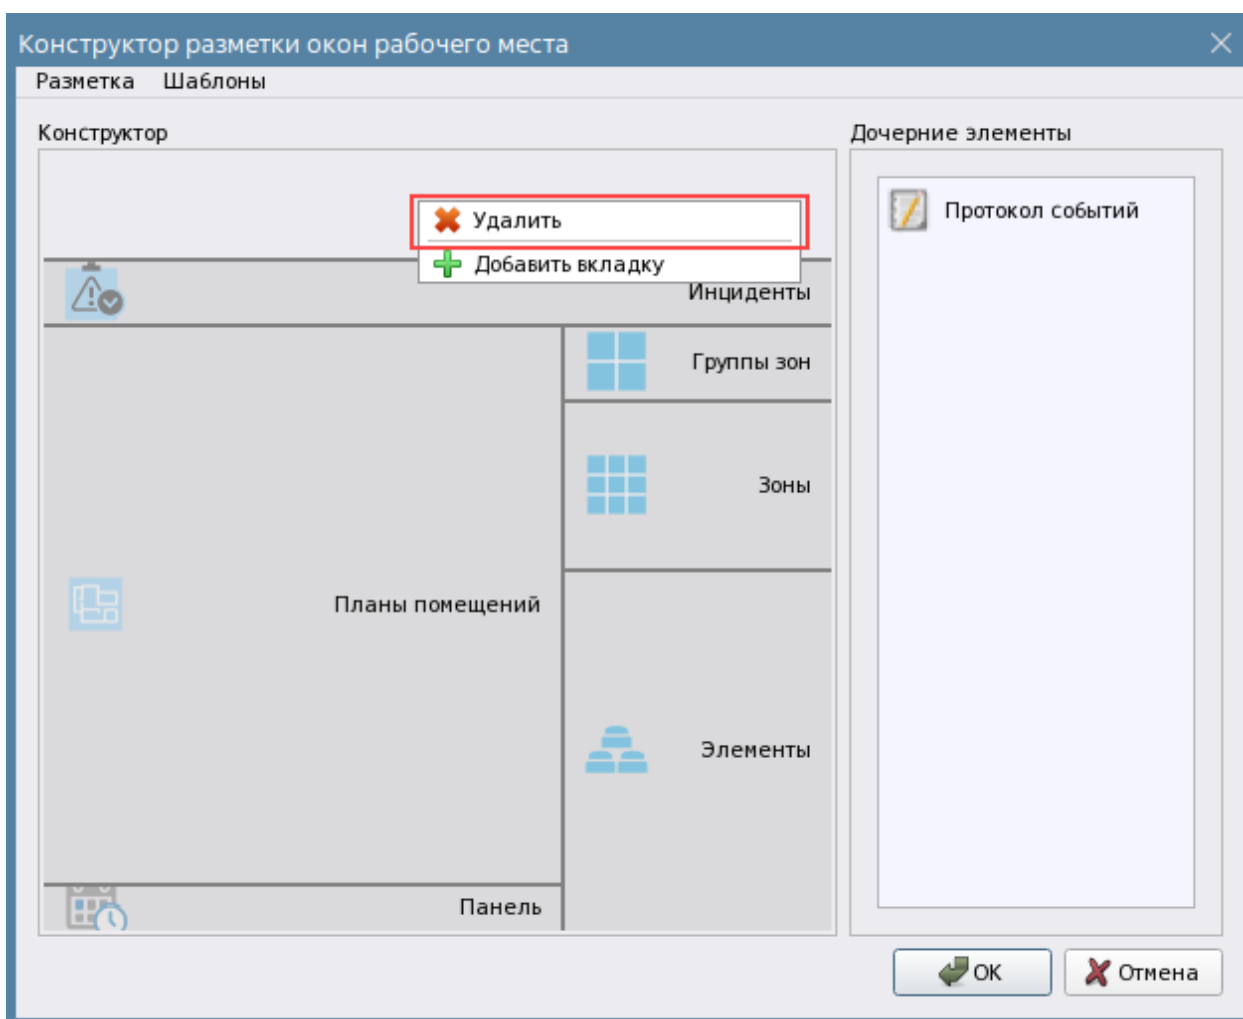 Конструктор разметки окон рабочего места
Разметка Шаблоны
Конструктор
Дочерние элементы
Удалить
Добавить вкладку
Протокол событий
Инциденты
Группы зон
Зоны
Планы помещений
Элементы
Панель
ОК
Отмена